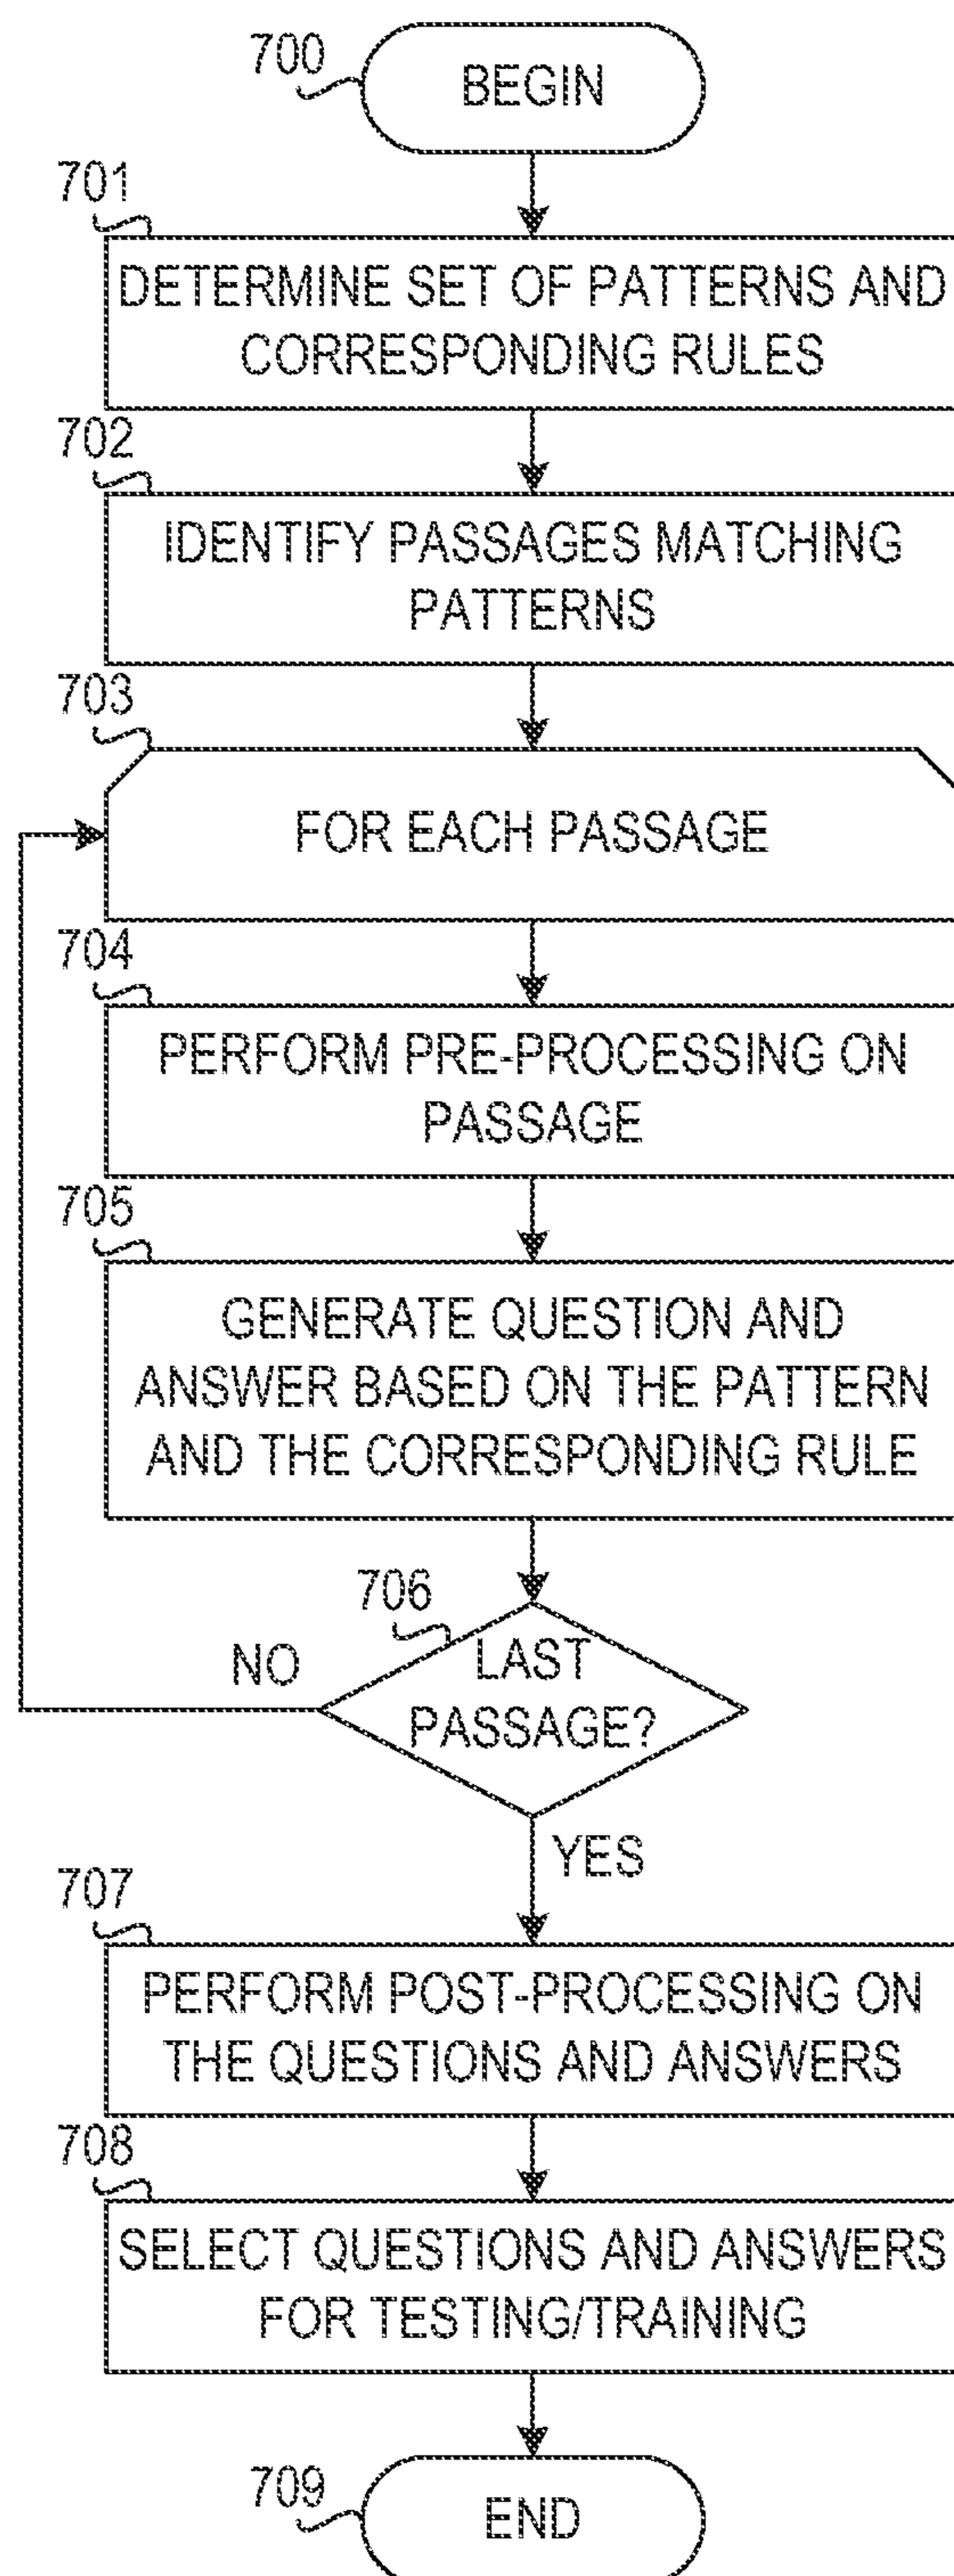 700
BEGIN
701
DETERMINE SET OF PATTERNS AND
CORRESPONDING RULES
702
IDENTIFY PASSAGES MATCHING
PATTERNS
703
FOR EACH PASSAGE
704
PERFORM PRE-PROCESSING ON
PASSAGE
705
GENERATE QUESTION AND
ANSWER BASED ON THE PATTERN
AND THE CORRESPONDING RULE
706
LAST
PASSAGE?
NO
YES
707
PERFORM POST-PROCESSING ON
THE QUESTIONS AND ANSWERS
708
SELECT QUESTIONS AND ANSWERS
FOR TESTING/TRAINING
709
END